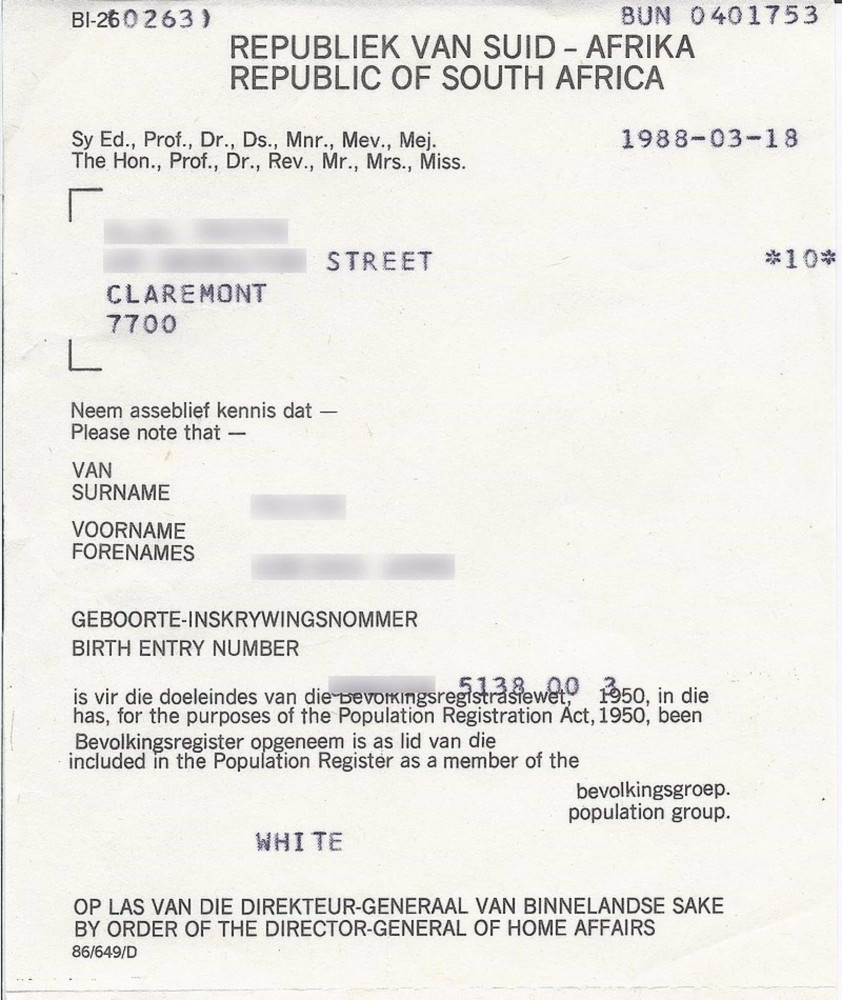 BI-260263)
BUN 0401753
REPUBLIEK VAN SUID – AFRIKA
REPUBLIC OF SOUTH AFRICA
Sy Ed., Prof., Dr., Ds., Mnr., Mev., Mej.
The Hon., Prof., Dr., Rev., Mr., Mrs., Miss.
1988-03-18
STREET
*10*
CLAREMONT
7700
Neem asseblief kennis dat —
Please note that —
VAN
SURNAME
VOORNAME
FORENAMES
GEBOORTE-INSKRYWINGSNOMMER
BIRTH ENTRY NUMBER
5138 00 3
is vir die doeleindes van die Bevolkingsregistrasiewet, 1950, in die
has, for the purposes of the Population Registration Act, 1950, been
Bevolkingsregister opgeneem is as lid van die
included in the Population Register as a member of the
bevolkingsgroep.
population group.
WHITE
OP LAS VAN DIE DIREKTEUR-GENERAAL VAN BINNELANDSE SAKE
BY ORDER OF THE DIRECTOR-GENERAL OF HOME AFFAIRS
86/649/D